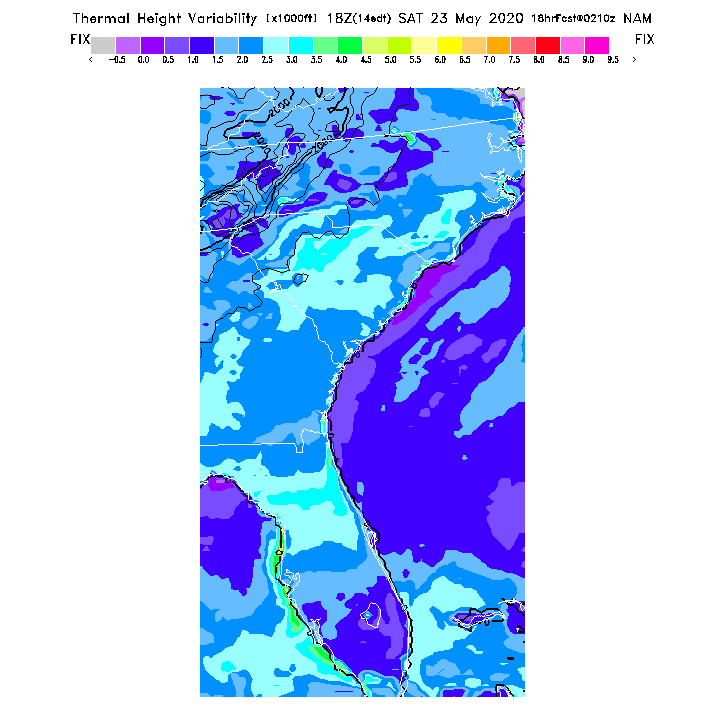 Thermal Height Variability [x1000ft] 18Z(14edt) SAT 23 May 2020 18hrFcst@0210z NAM
FIX FIX
< -0.5 0.0 0.5 1.0 1.5 2.0 2.5 3.0 3.5 4.0 4.5 5.0 5.5 6.0 6.5 7.0 7.5 8.0 8.5 9.0 9.5 >
2000
2000